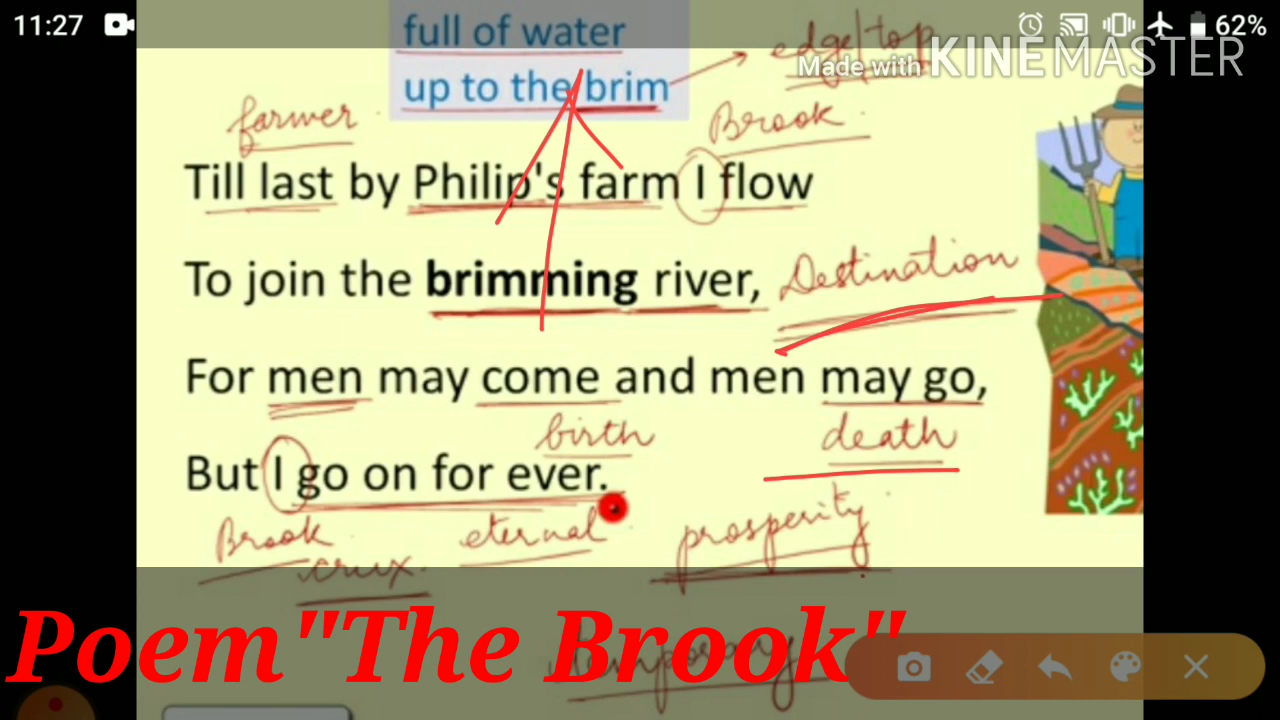 11:27
62%
full of water
edge/top
Made with KINEMASTER
up to the brim
farmer
Brook
Till last by Philip's farm I flow
To join the brimming river,
Destination
For men may come and men may go,
birth
death
But I go on for ever.
Brook
eternal
prosperity
crux
Poem"The Brook"
temporary